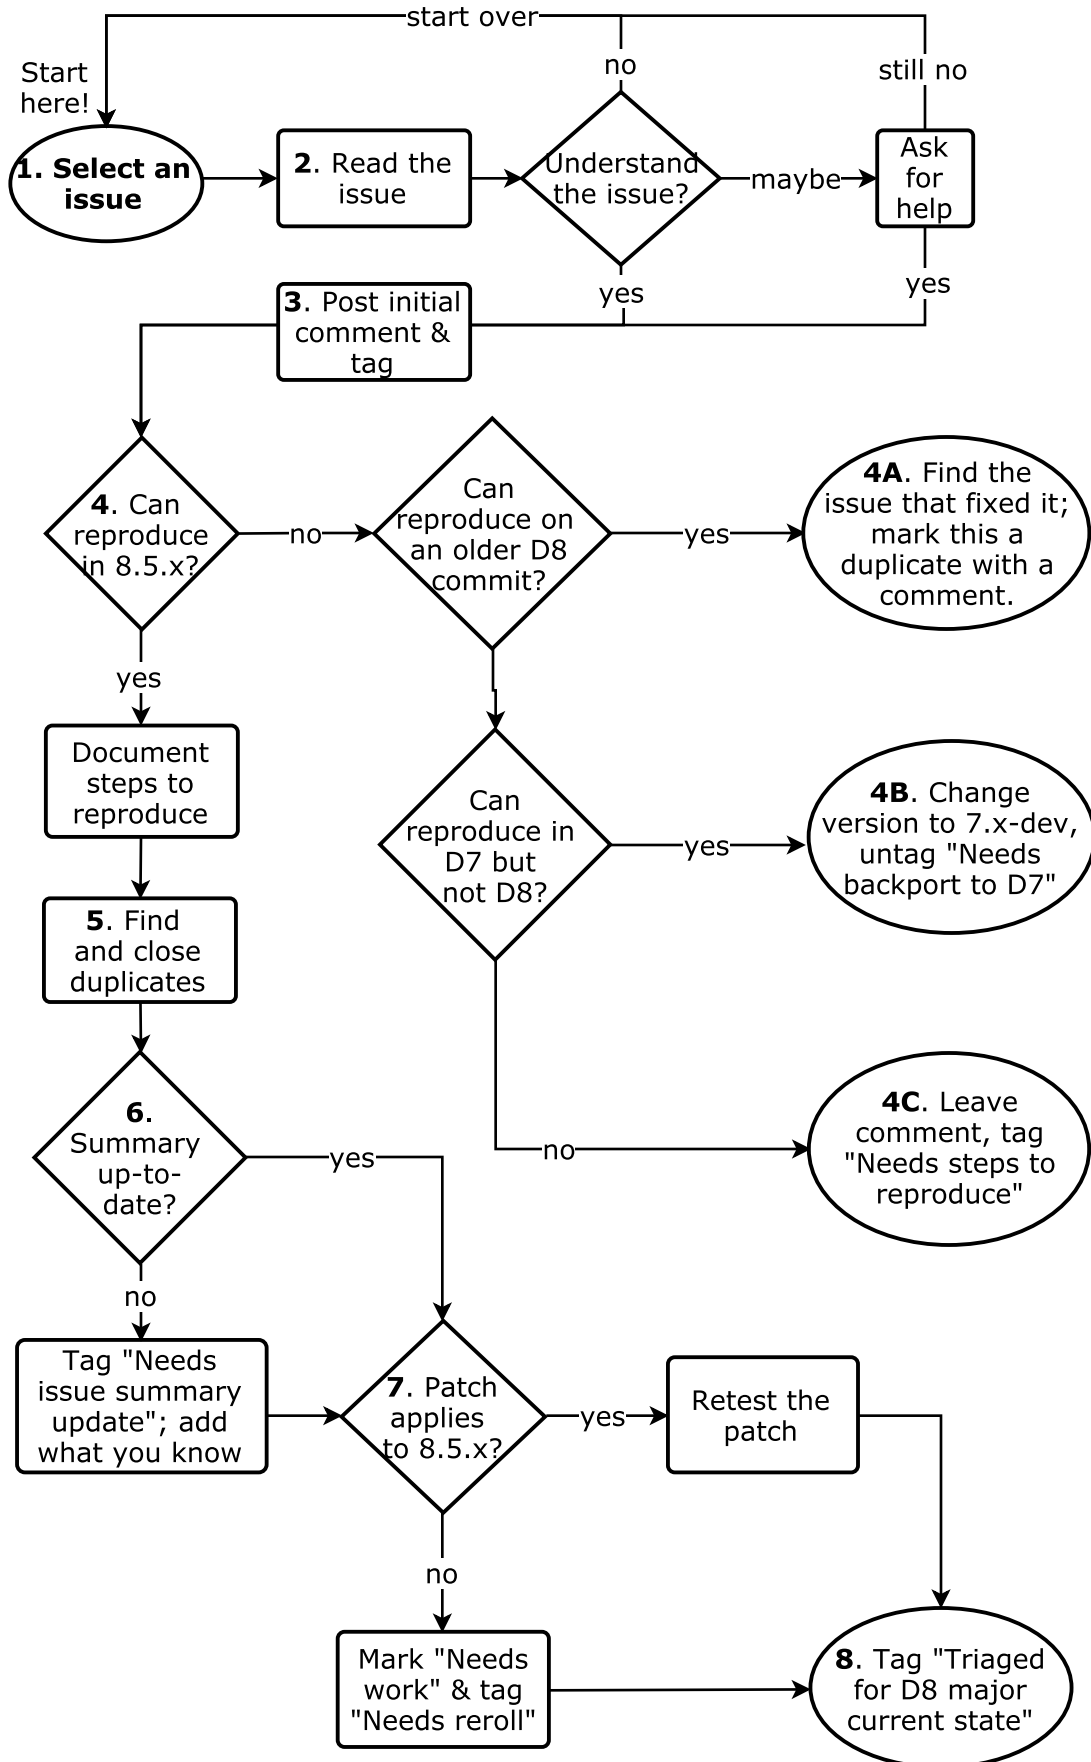 start over
no
still no
Start
here!
1. Select an
issue
2. Read the
issue
Understand
the issue?
maybe
Ask
for
help
yes
yes
3. Post initial
comment &
tag
4. Can
reproduce
in 8.5.x?
no
Can
reproduce on
an older D8
commit?
yes
4A. Find the
issue that fixed it;
mark this a
duplicate with a
comment.
yes
Document
steps to
reproduce
Can
reproduce in
D7 but
not D8?
yes
4B. Change
version to 7.x-dev,
untag "Needs
backport to D7"
5. Find
and close
duplicates
6.
Summary
up-to-
date?
yes
no
4C. Leave
comment, tag
"Needs steps to
reproduce"
no
Tag "Needs
issue summary
update"; add
what you know
7. Patch
applies
to 8.5.x?
yes
Retest the
patch
no
Mark "Needs
work" & tag
"Needs reroll"
8. Tag "Triaged
for D8 major
current state"